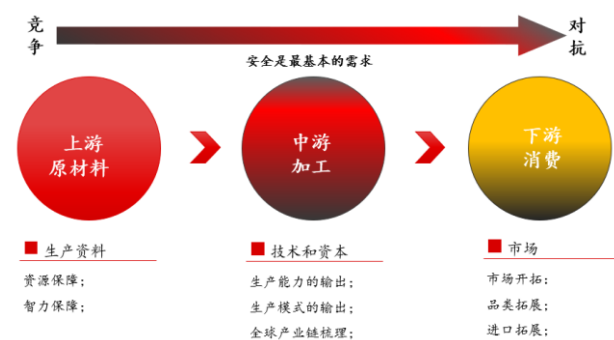 竞争
对抗
安全是最基本的需求
上游
原材料
中游
加工
下游
消费
生产资料
资源保障；
智力保障；
技术和资本
生产能力的输出；
生产模式的输出；
全球产业链梳理；
市场
市场开拓；
品类拓展；
进口拓展；